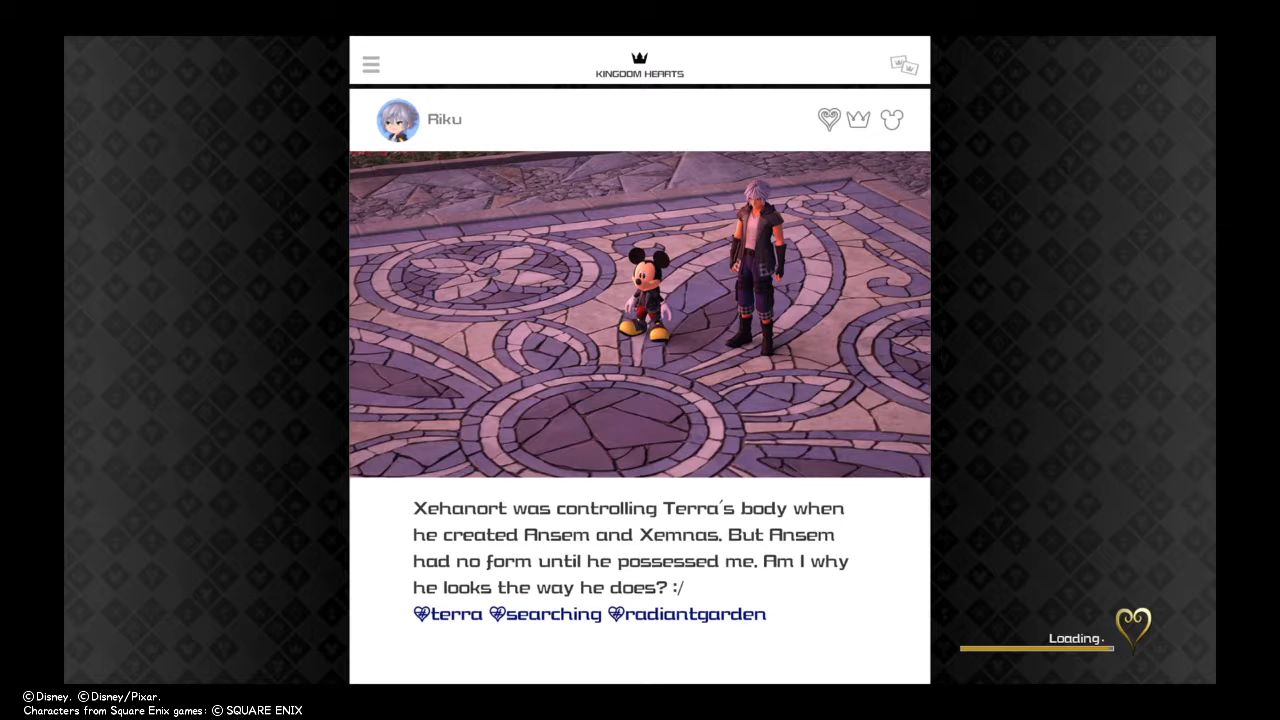 KINGDOM HEARTS
Riku
Xehanort was controlling Terra's body when
he created Ansem and Xemnas. But Ansem
had no form until he possessed me. Am I why
he looks the way he does? :/
#terra #searching #radiantgarden
Loading.
©Disney. ©Disney/Pixar.
Characters from Square Enix games: © SQUARE ENIX